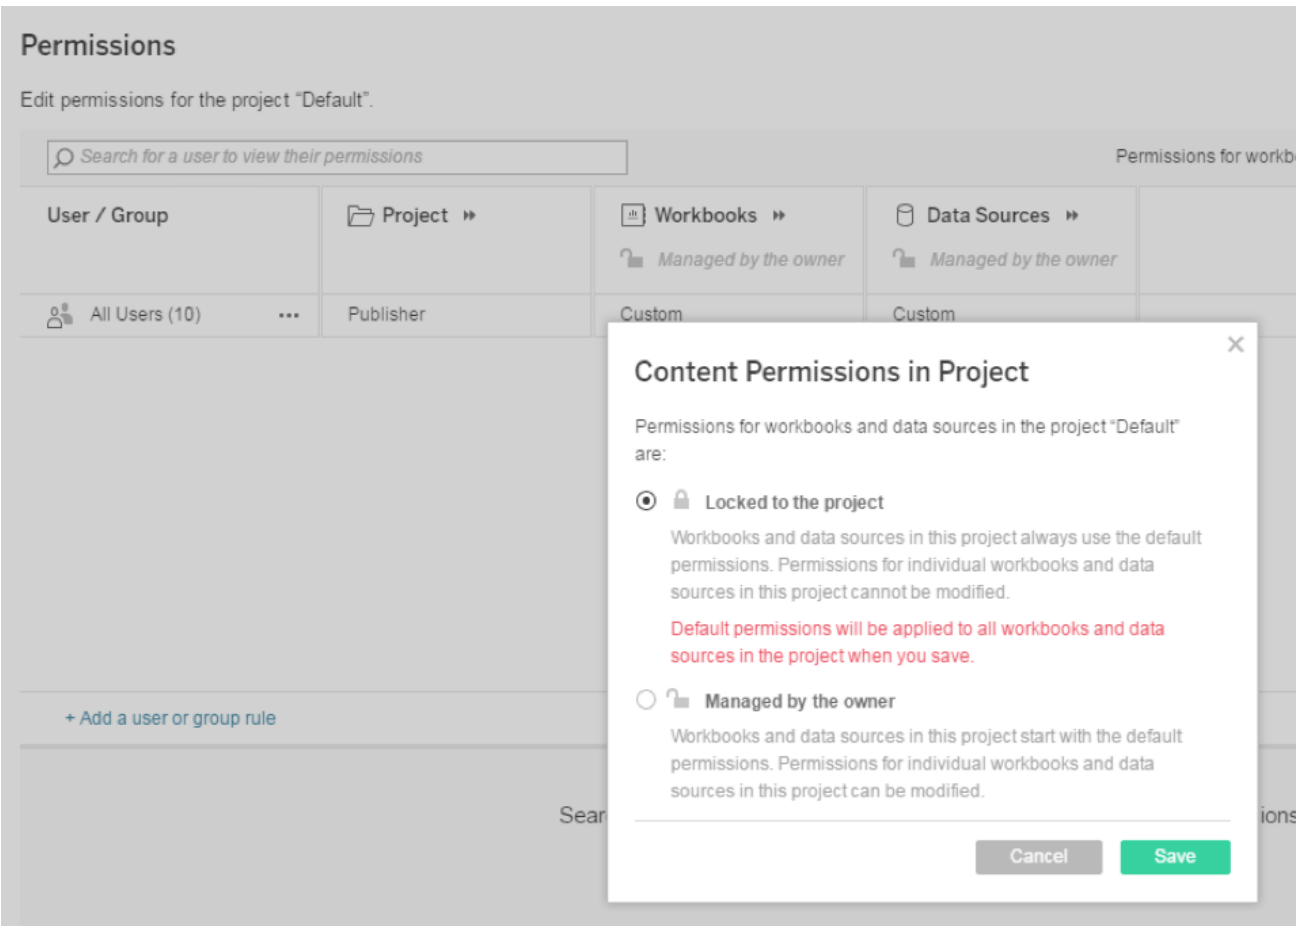 Permissions
Edit permissions for the project “Default”.
Search for a user to view their permissions
Permissions for
User / Group
Project
Workbooks
Data Sources
Managed by the owner
Managed by the owner
All Users (10)
Publisher
Custom
Custom
Content Permissions in Project
Permissions for workbooks and data sources in the project “Default”
are:
Locked to the project
Workbooks and data sources in this project always use the default
permissions. Permissions for individual workbooks and data
sources in this project cannot be modified.
Default permissions will be applied to all workbooks and data
sources in the project when you save.
Managed by the owner
Workbooks and data sources in this project start with the default
permissions. Permissions for individual workbooks and data
sources in this project can be modified.
+ Add a user or group rule
Cancel
Save